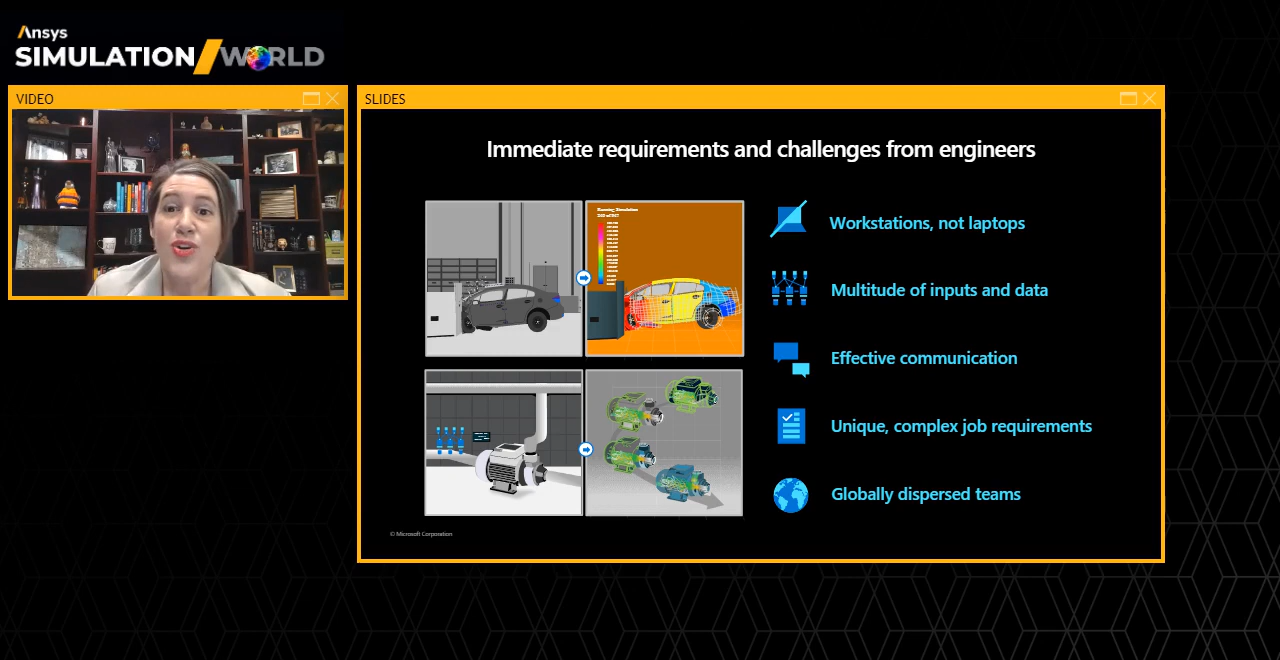 Ansys
SIMULATION/WORLD
VIDEO
SLIDES
Immediate requirements and challenges from engineers
Workstations, not laptops
Multitude of inputs and data
Effective communication
Unique, complex job requirements
Globally dispersed teams
© Microsoft Corporation